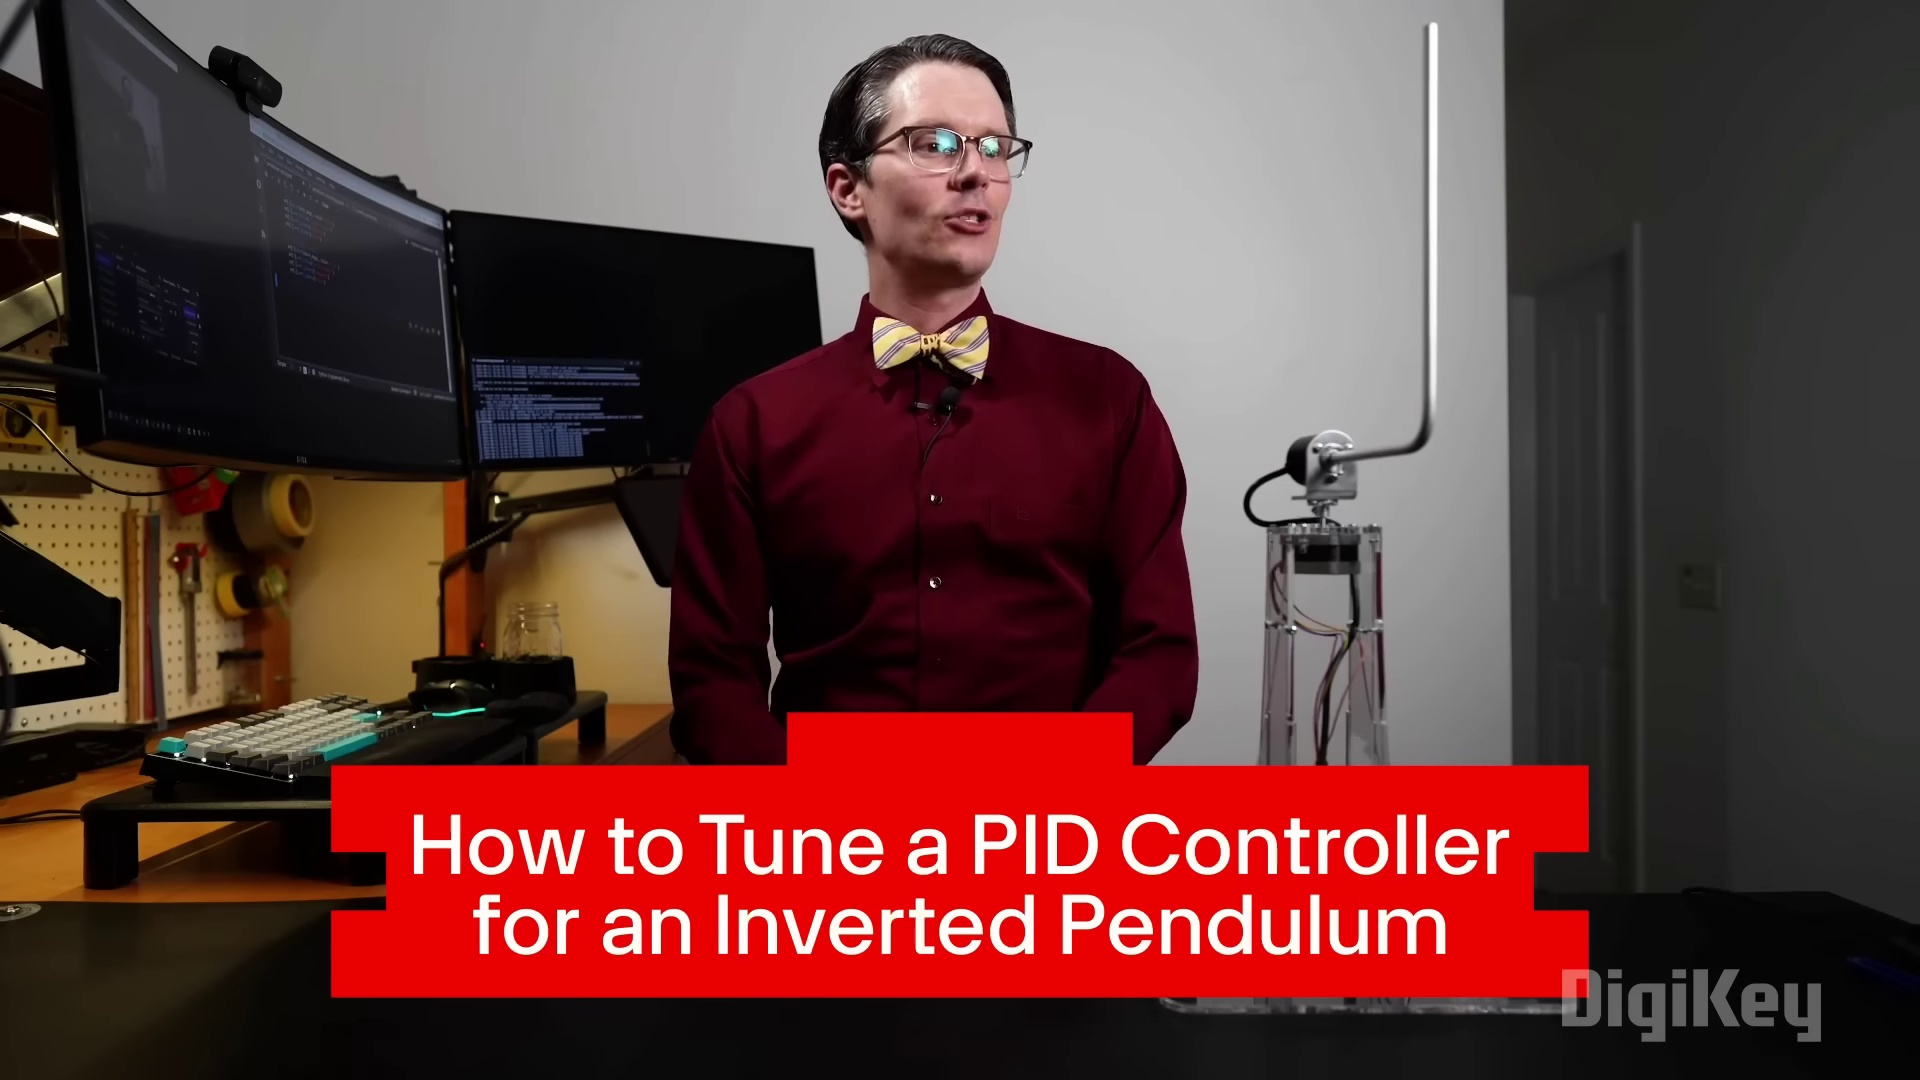 How to Tune a PID Controller
for an Inverted Pendulum
DigiKey